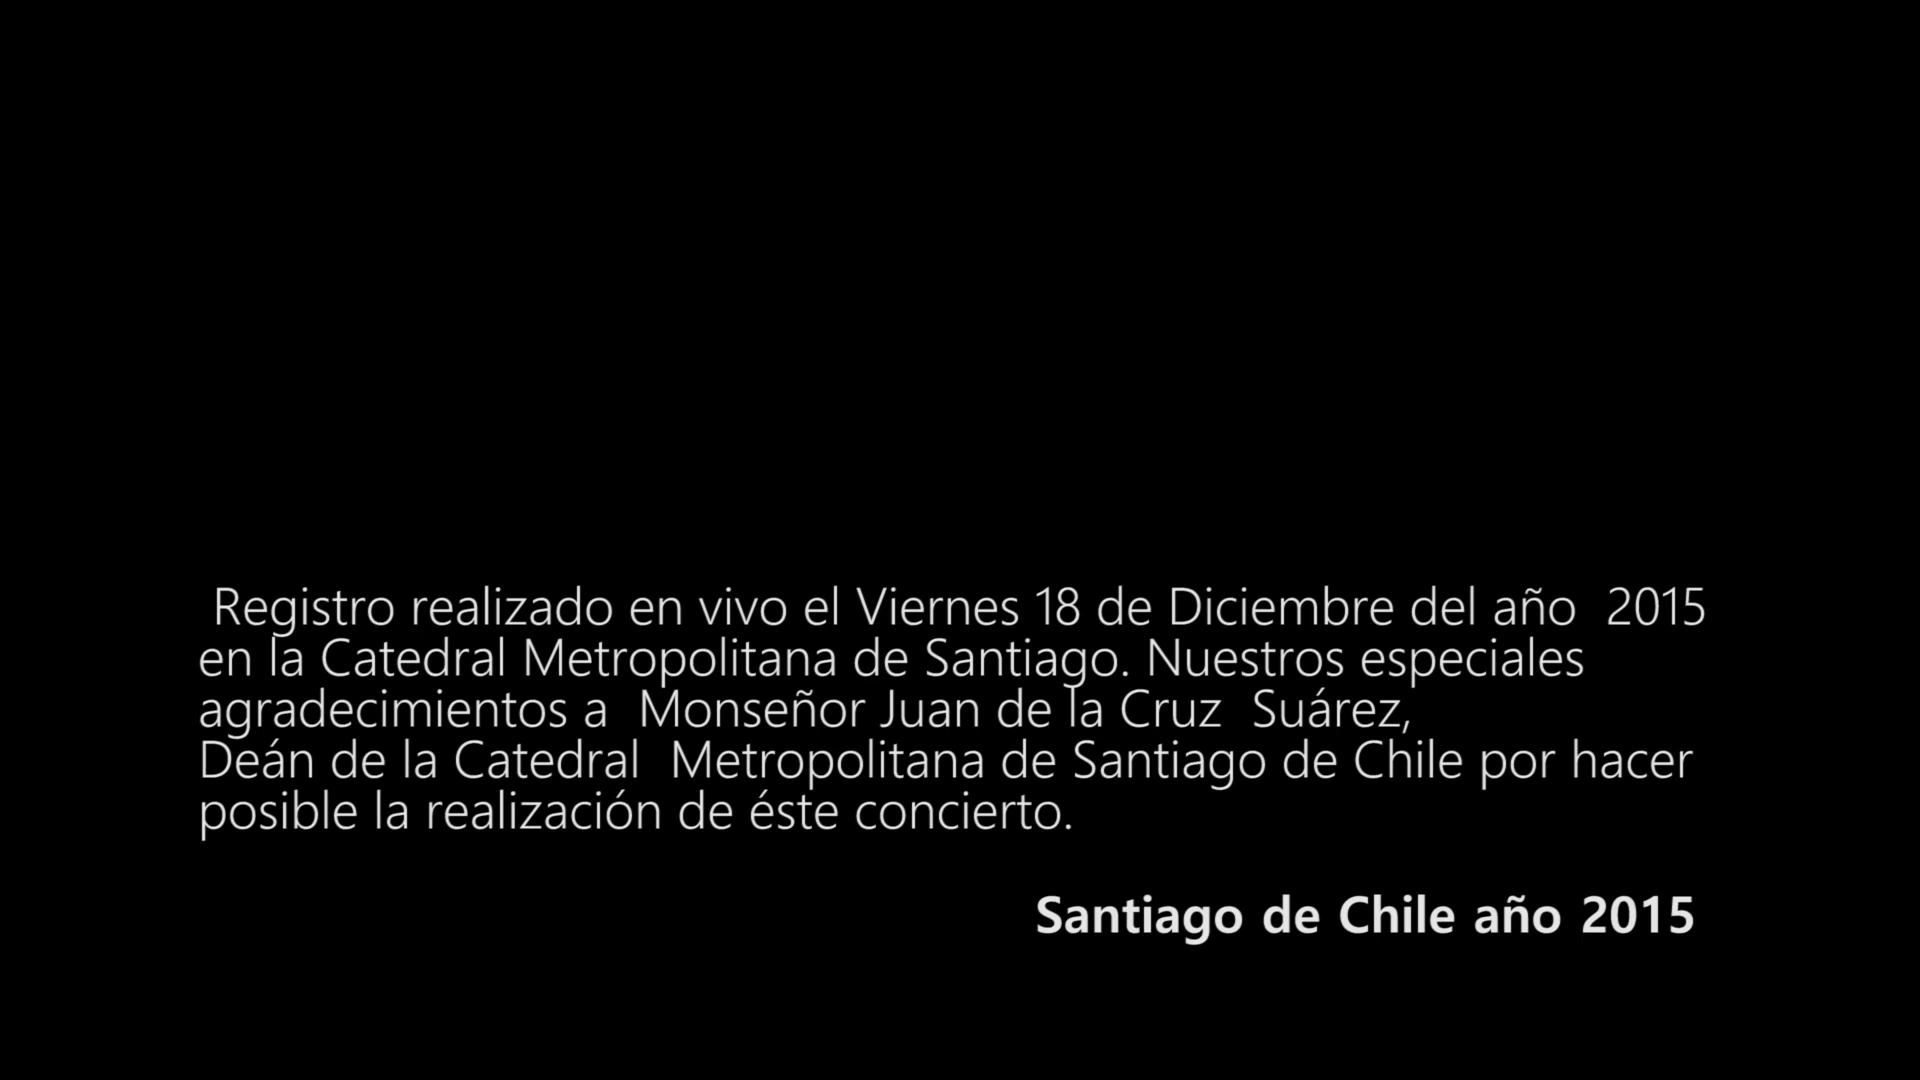 Registro realizado en vivo el Viernes 18 de Diciembre del año 2015
en la Catedral Metropolitana de Santiago. Nuestros especiales
agradecimientos a Monseñor Juan de la Cruz Suárez,
Deán de la Catedral Metropolitana de Santiago de Chile por hacer
posible la realización de éste concierto.
Santiago de Chile año 2015